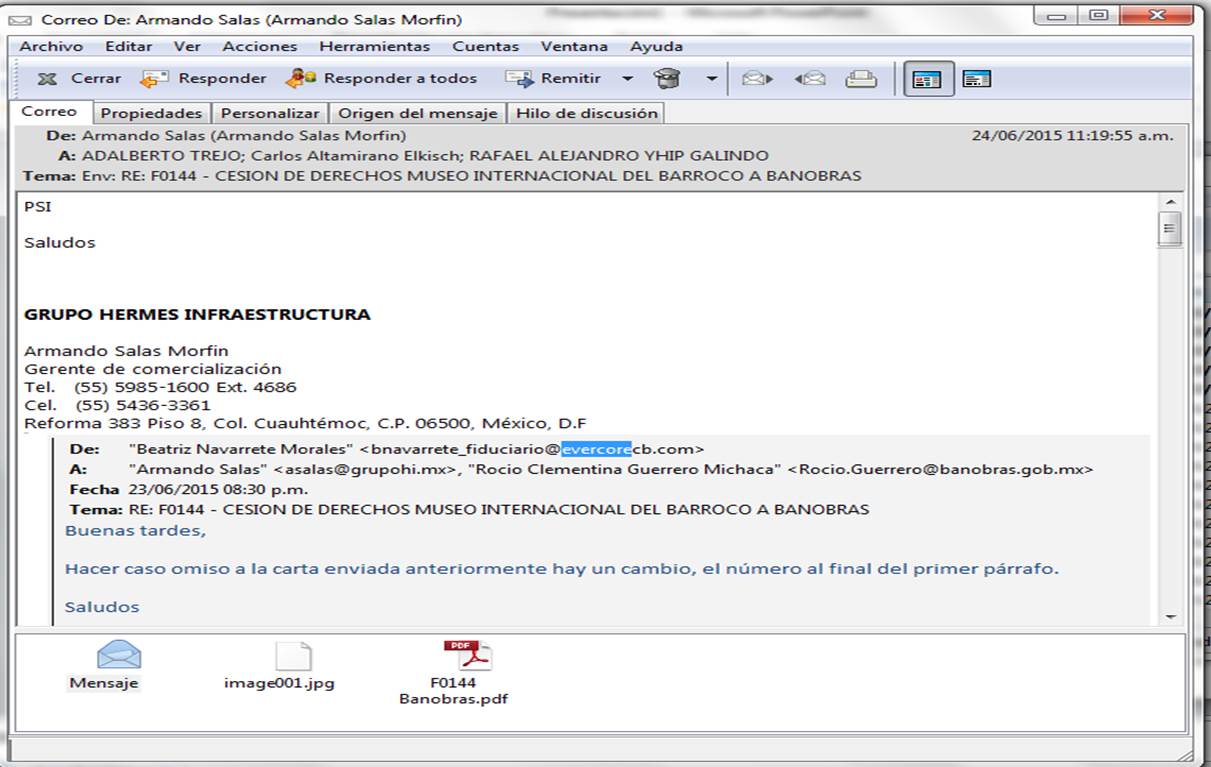 Correo De: Armando Salas (Armando Salas Morfin)
Archivo Editar Ver Acciones Herramientas Cuentas Ventana Ayuda
Cerrar Responder Responder a todos Remitir
Correo Propiedades Personalizar Origen del mensaje Hilo de discusión
De: Armando Salas (Armando Salas Morfin) 24/06/2015 11:19:55 a.m.
A: ADALBERTO TREJO; Carlos Altamirano Elkisch; RAFAEL ALEJANDRO YHIP GALINDO
Tema: Env: RE: F0144 - CESION DE DERECHOS MUSEO INTERNACIONAL DEL BARROCO A BANOBRAS
PSI
Saludos
GRUPO HERMES INFRAESTRUCTURA
Armando Salas Morfin
Gerente de comercialización
Tel. (55) 5985-1600 Ext. 4686
Cel. (55) 5436-3361
Reforma 383 Piso 8, Col. Cuauhtémoc, C.P. 06500, México, D.F
De: "Beatriz Navarrete Morales" <bnavarrete_fiduciario@evercorecb.com>
A: "Armando Salas" <asalas@grupohi.mx>, "Rocio Clementina Guerrero Michaca" <Rocio.Guerrero@banobras.gob.mx>
Fecha 23/06/2015 08:30 p.m.
Tema: RE: F0144 - CESION DE DERECHOS MUSEO INTERNACIONAL DEL BARROCO A BANOBRAS
Buenas tardes,
Hacer caso omiso a la carta enviada anteriormente hay un cambio, el número al final del primer párrafo.
Saludos
PDF
Mensaje image001.jpg F0144
Banobras.pdf